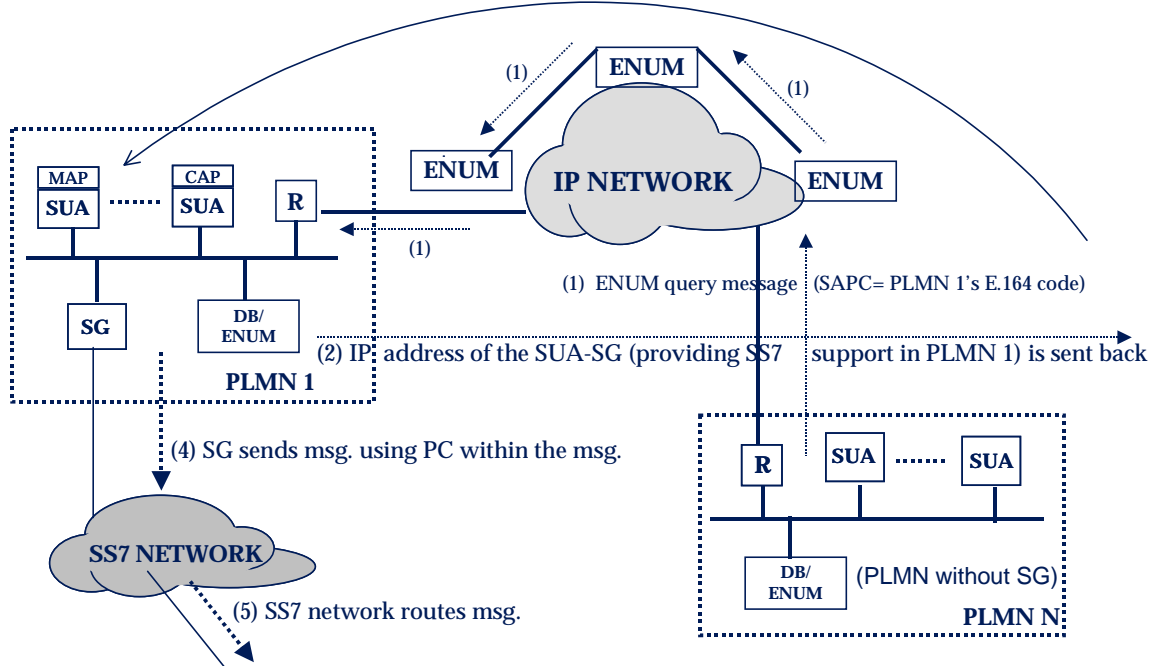 ENUM
(1)
(1)
ENUM
IP NETWORK
ENUM
MAP
SUA
CAP
SUA
R
(1)
(1) ENUM query message (SAPC= PLMN 1's E.164 code)
SG
DB/
ENUM
(2) IP address of the SUA-SG (providing SS7 support in PLMN 1) is sent back
PLMN 1
(4) SG sends msg. using PC within the msg.
R
SUA
SUA
SS7 NETWORK
DB/
ENUM
(PLMN without SG)
(5) SS7 network routes msg.
PLMN N